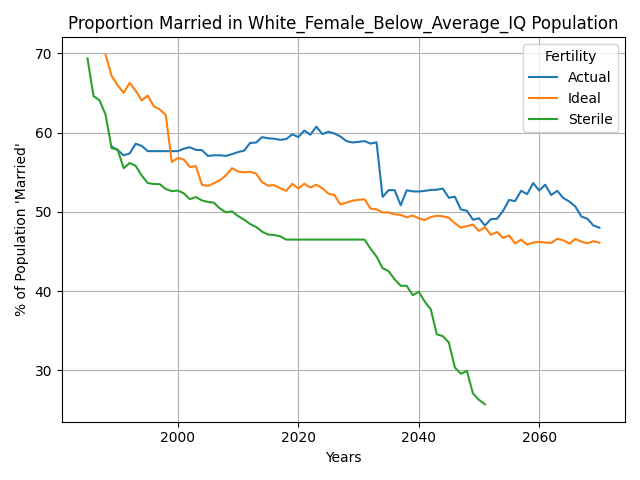 Proportion Married in White_Female_Below_Average_IQ Population
Fertility
Actual
Ideal
Sterile
% of Population 'Married'
70
60
50
40
30
2000
2020
2040
2060
Years